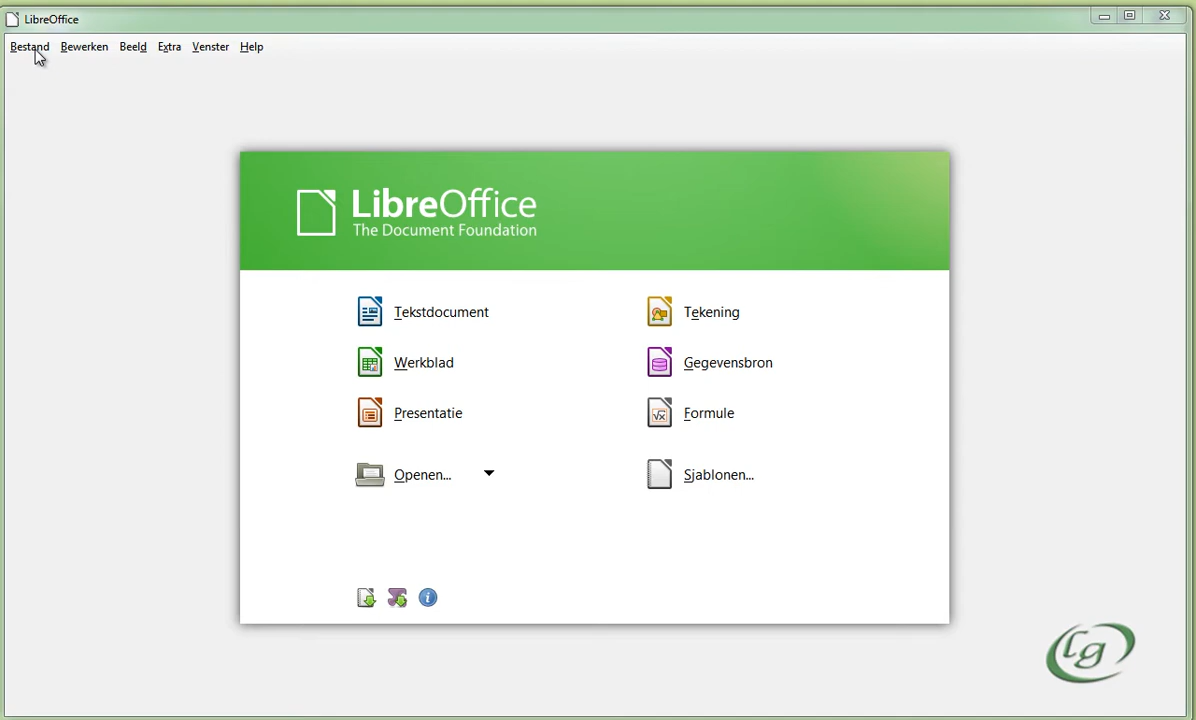 LibreOffice
Bestand Bewerken Beeld Extra Venster Help
LibreOffice
The Document Foundation
Tekstdocument
Tekening
Werkblad
Gegevensbron
Presentatie
Formule
Openen...
Sjablonen...
Lg